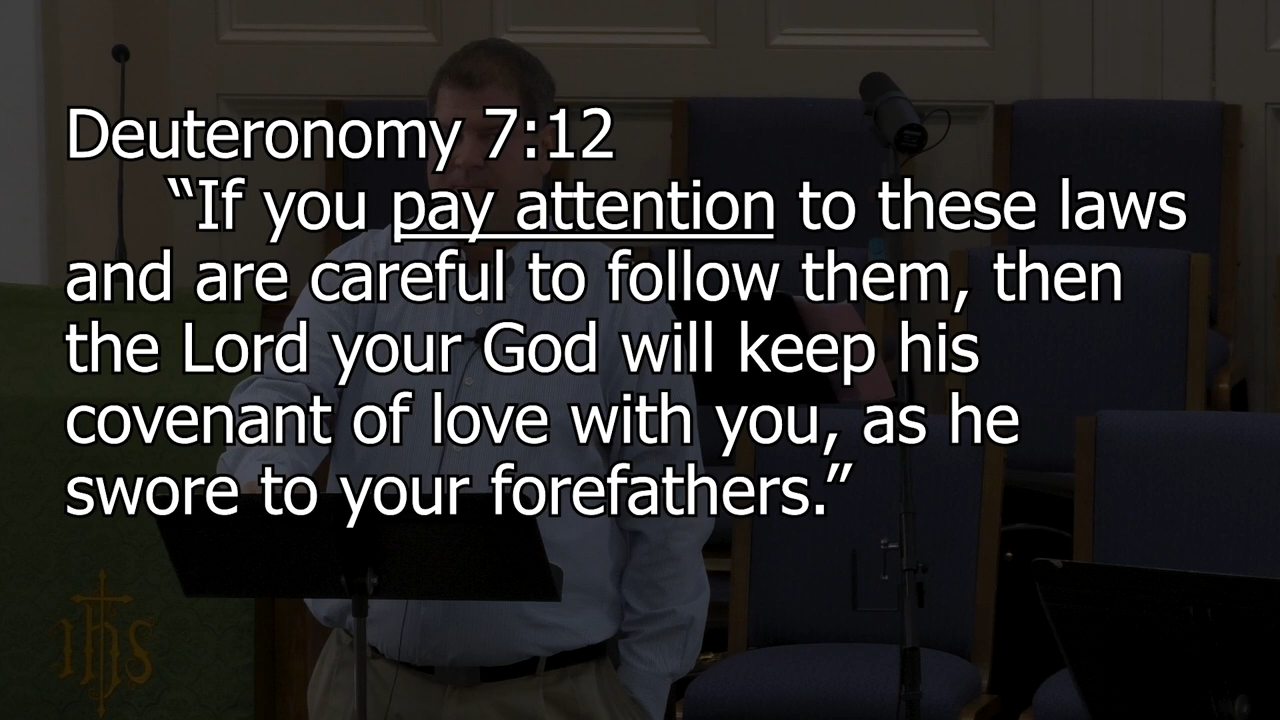 Deuteronomy 7:12
“If you pay attention to these laws
and are careful to follow them, then
the Lord your God will keep his
covenant of love with you, as he
swore to your forefathers.”
IHS